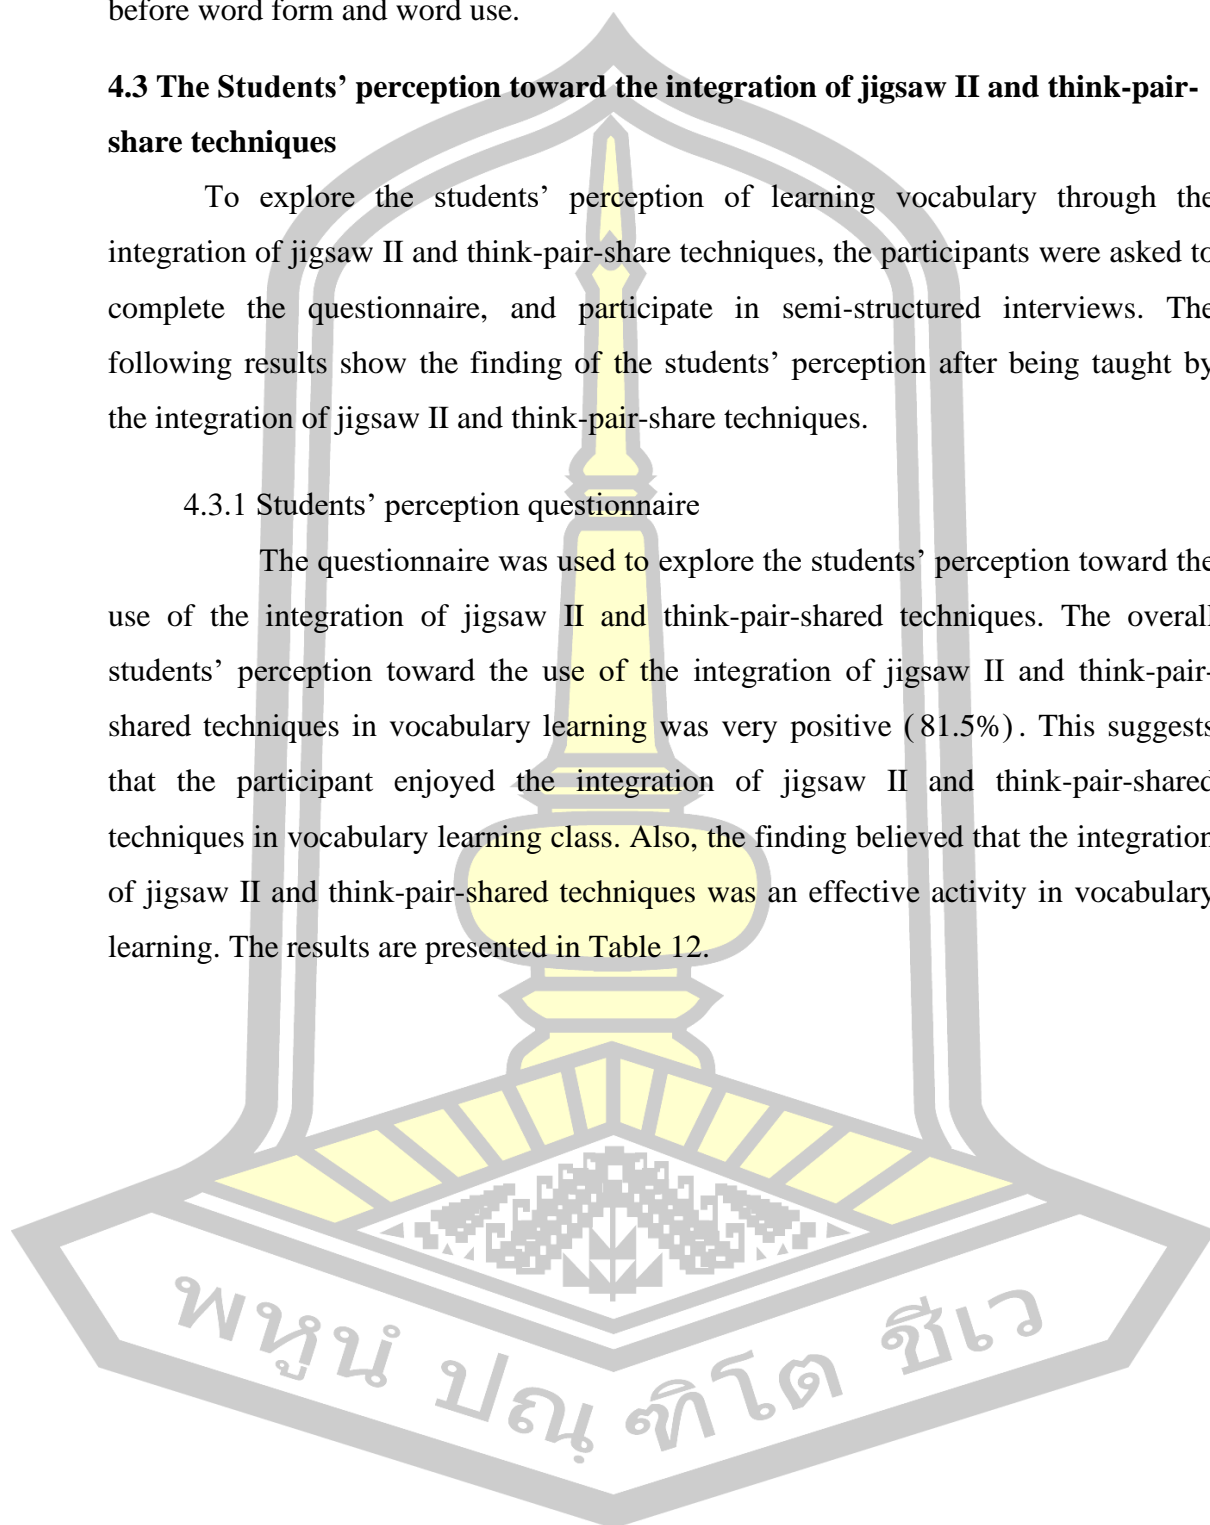 before word form and word use.
4.3 The Students’ perception toward the integration of jigsaw II and think-pair-
share techniques
To explore the students’ perception of learning vocabulary through the
integration of jigsaw II and think-pair-share techniques, the participants were asked to
complete the questionnaire, and participate in semi-structured interviews. The
following results show the finding of the students’ perception after being taught by
the integration of jigsaw II and think-pair-share techniques.
4.3.1 Students’ perception questionnaire
The questionnaire was used to explore the students’ perception toward the
use of the integration of jigsaw II and think-pair-shared techniques. The overall
students’ perception toward the use of the integration of jigsaw II and think-pair-
shared techniques in vocabulary learning was very positive (81.5%). This suggests
that the participant enjoyed the integration of jigsaw II and think-pair-shared
techniques in vocabulary learning class. Also, the finding believed that the integration
of jigsaw II and think-pair-shared techniques was an effective activity in vocabulary
learning. The results are presented in Table 12.
พหูนํ ปณฺฑิโต ชีเว